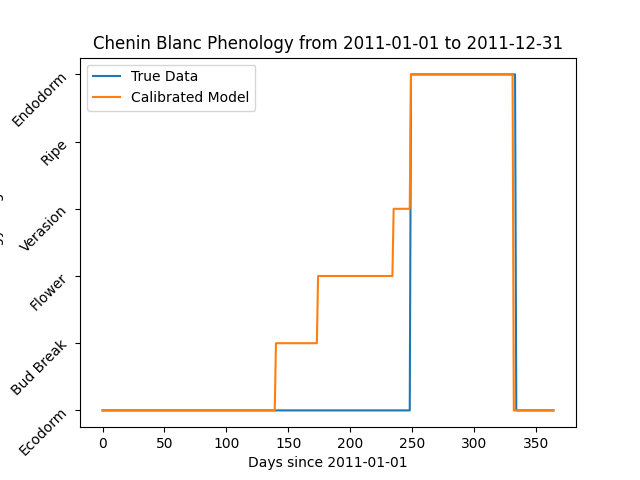 Chenin Blanc Phenology from 2011-01-01 to 2011-12-31
True Data
Calibrated Model
Endodorm
Ripe
Verasion
Flower
Bud Break
Ecodorm
0 50 100 150 200 250 300 350
Days since 2011-01-01